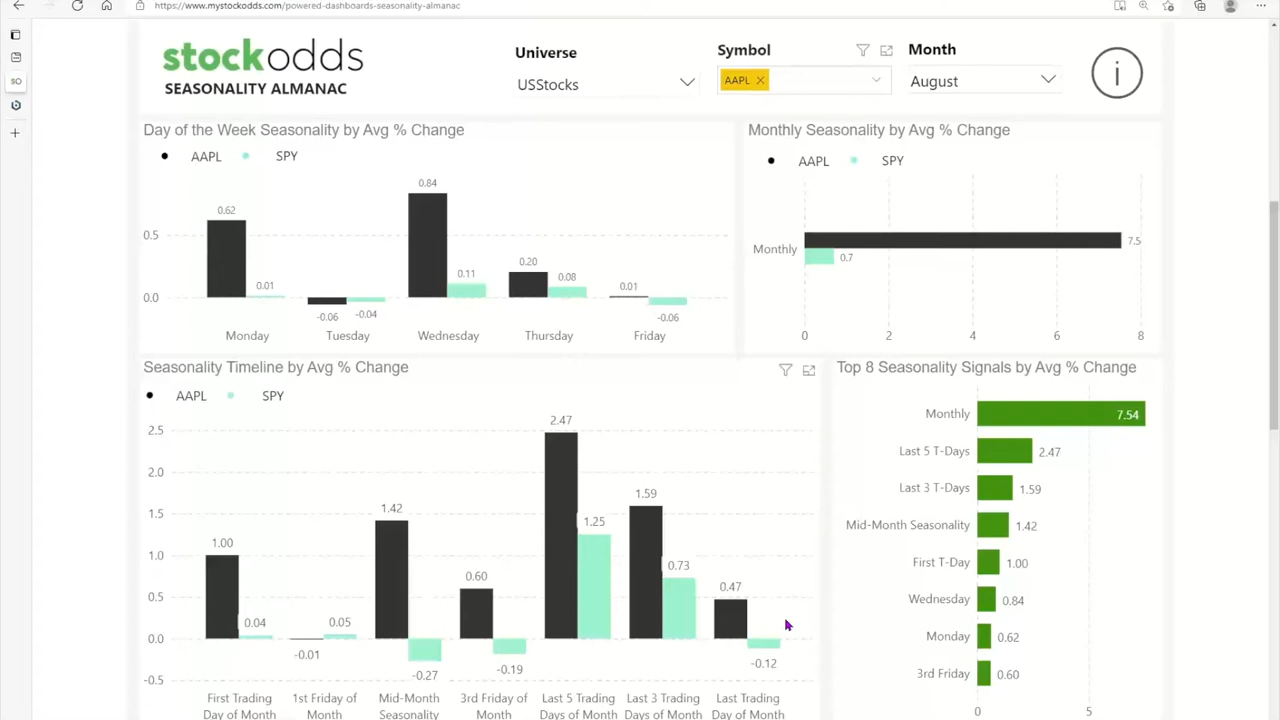 https://www.mystockodds.com/powered-dashboards-seasonality-almanac
stockodds
SEASONALITY ALMANAC
Universe
USStocks
Symbol
AAPL
Month
August
i
Day of the Week Seasonality by Avg % Change
AAPL SPY
0.5
0.0
0.62
0.01
-0.06
-0.04
0.84
0.11
0.20
0.08
0.01
-0.06
Monday Tuesday Wednesday Thursday Friday
Monthly Seasonality by Avg % Change
AAPL SPY
Monthly
7.5
0.7
0 2 4 6 8
Seasonality Timeline by Avg % Change
AAPL SPY
2.5
2.0
1.5
1.0
0.5
0.0
-0.5
1.00
0.04
-0.01
0.05
1.42
-0.27
0.60
-0.19
2.47
1.25
1.59
0.73
0.47
-0.12
First Trading Day of Month
1st Friday of Month
Mid-Month Seasonality
3rd Friday of Month
Last 5 Trading Days of Month
Last 3 Trading Days of Month
Last Trading Day of Month
Top 8 Seasonality Signals by Avg % Change
Monthly 7.54
Last 5 T-Days 2.47
Last 3 T-Days 1.59
Mid-Month Seasonality 1.42
First T-Day 1.00
Wednesday 0.84
Monday 0.62
3rd Friday 0.60
0 5
SO